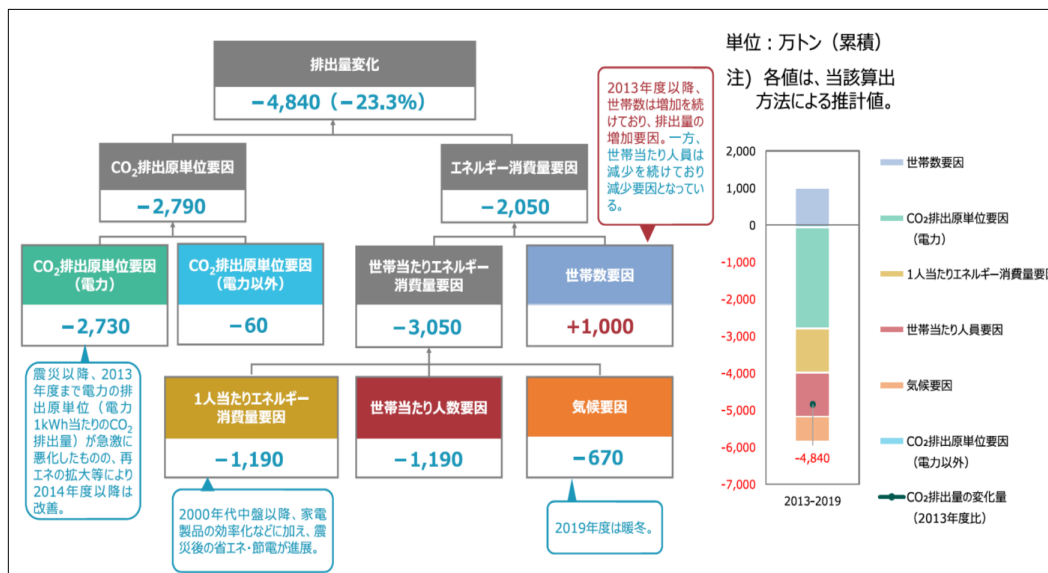 排出量変化
−4,840（−23.3%）
CO₂排出原単位要因
−2,790
エネルギー消費量要因
−2,050
CO₂排出原単位要因
（電力）
−2,730
CO₂排出原単位要因
（電力以外）
−60
世帯当たりエネルギー
消費量要因
−3,050
世帯数要因
+1,000
1人当たりエネルギー
消費量要因
−1,190
世帯当たり人数要因
−1,190
気候要因
−670
2013年度以降、
世帯数は増加を続
けており、排出量の
増加要因。一方、
世帯当たり人員は
減少を続けており
減少要因となってい
る。
震災以降、2013
年度まで電力の排
出原単位（電力
1kWh当たりのCO₂
排出量）が急激に
悪化したものの、再
エネの拡大等により
2014年度以降は
改善。
2000年代中盤以降、家電
製品の効率化などに加え、震
災後の省エネ・節電が進展。
2019年度は暖冬。
単位：万トン（累積）
注）各値は、当該算出
方法による推計値。
2,000
1,000
0
-1,000
-2,000
-3,000
-4,000
-5,000
-6,000
-7,000
-4,840
2013-2019
世帯数要因
CO₂排出原単位要因
（電力）
1人当たりエネルギー消費量要因
世帯当たり人員要因
気候要因
CO₂排出原単位要因
（電力以外）
CO₂排出量の変化量
（2013年度比）